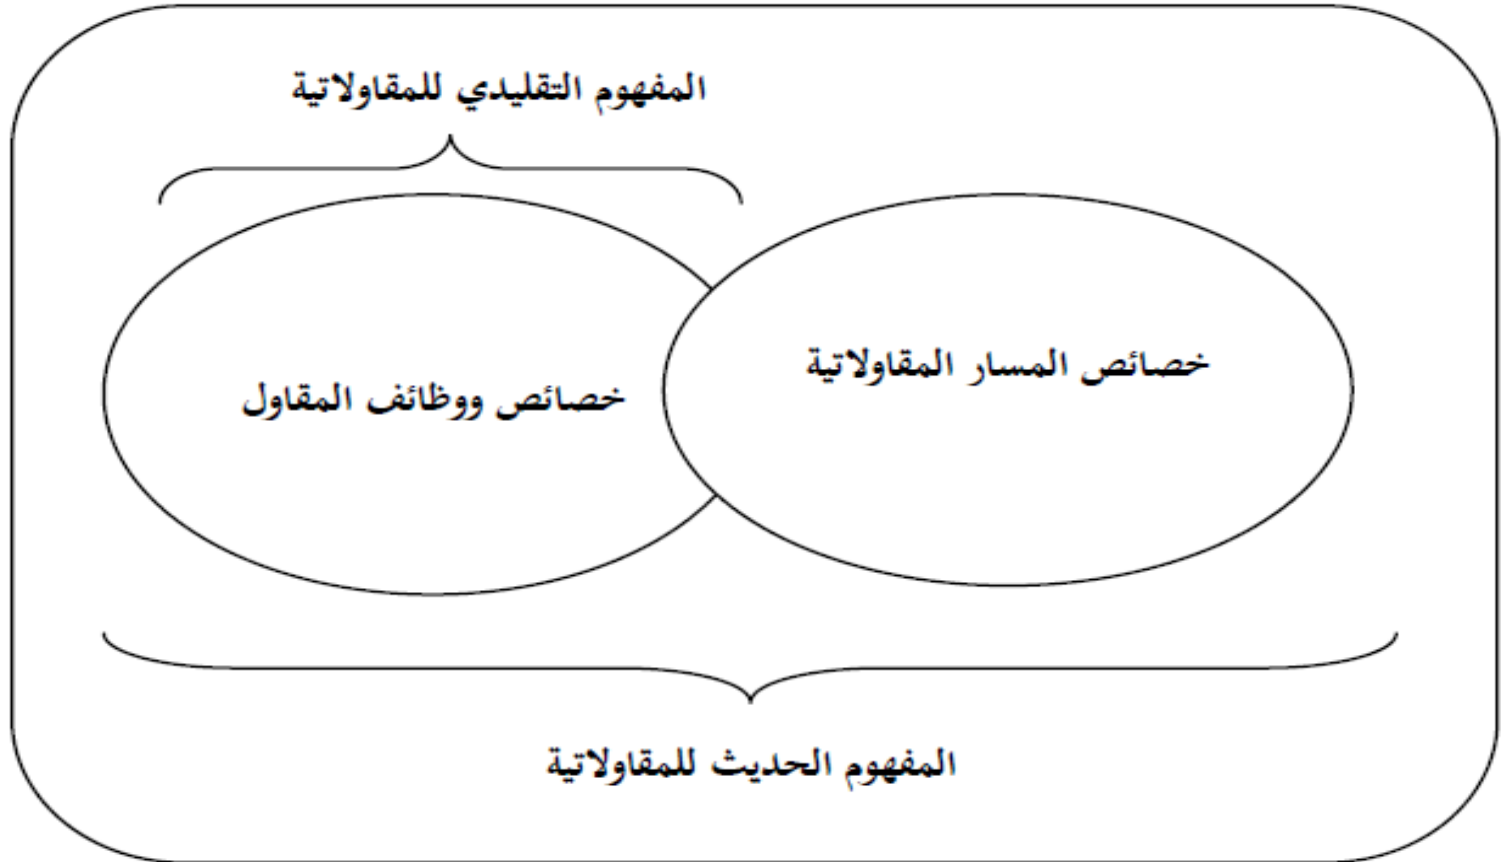 المفهوم التقليدي للمقاولاتية
خصائص المسار المقاولاتية
خصائص ووظائف المقاول
المفهوم الحديث للمقاولاتية